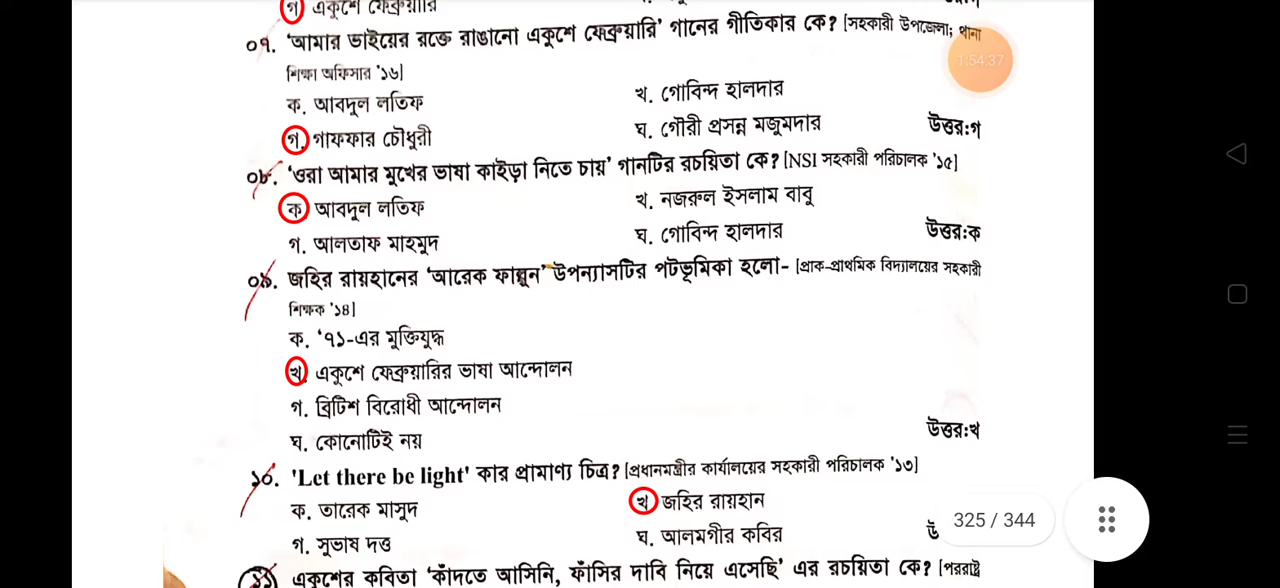 গ একুশে ফেব্রুয়ারি
০৭. ‘আমার ভাইয়ের রক্তে রাঙানো একুশে ফেব্রুয়ারি’ গানের গীতিকার কে? [সহকারী উপজেলা; থানা
1:54:37
শিক্ষা অফিসার '১৬]
ক. আবদুল লতিফ খ. গোবিন্দ হালদার
গ. গাফফার চৌধুরী ঘ. গৌরী প্রসন্ন মজুমদার উত্তর:গ
০৮. ‘ওরা আমার মুখের ভাষা কাইড়া নিতে চায়’ গানটির রচয়িতা কে? [NSI সহকারী পরিচালক '১৫]
ক. আবদুল লতিফ খ. নজরুল ইসলাম বাবু
গ. আলতাফ মাহমুদ ঘ. গোবিন্দ হালদার উত্তর:ক
০৯. জহির রায়হানের ‘আরেক ফাল্গুন’ উপন্যাসটির পটভূমিকা হলো- [প্রাক-প্রাথমিক বিদ্যালয়ের সহকারী
শিক্ষক '১৪]
ক. ‘৭১-এর মুক্তিযুদ্ধ
খ. একুশে ফেব্রুয়ারির ভাষা আন্দোলন
গ. ব্রিটিশ বিরোধী আন্দোলন
ঘ. কোনোটিই নয় উত্তর:খ
১০. 'Let there be light' কার প্রামাণ্য চিত্র? [প্রধানমন্ত্রীর কার্যালয়ের সহকারী পরিচালক '১৩]
ক. তারেক মাসুদ খ. জহির রায়হান
325 / 344
গ. সুভাষ দত্ত ঘ. আলমগীর কবির
একুশের কবিতা ‘কাঁদতে আসিনি, ফাঁসির দাবি নিয়ে এসেছি’ এর রচয়িতা কে? [পররাষ্ট্র